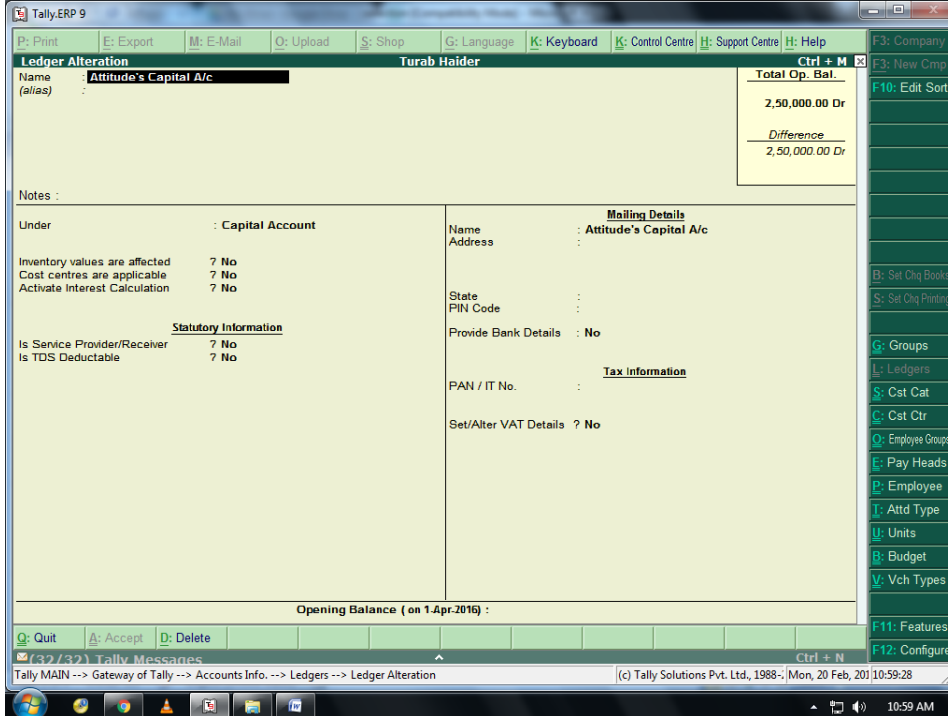 Tally.ERP 9
P: Print E: Export M: E-Mail O: Upload S: Shop G: Language K: Keyboard K: Control Centre H: Support Centre H: Help
Ledger Alteration Turab Haider Ctrl + M
Name : Attitude's Capital A/c
(alias) :
Total Op. Bal.
2,50,000.00 Dr
Difference
2,50,000.00 Dr
Notes :
Under : Capital Account
Inventory values are affected ? No
Cost centres are applicable ? No
Activate Interest Calculation ? No
Statutory Information
Is Service Provider/Receiver ? No
Is TDS Deductable ? No
Mailing Details
Name : Attitude's Capital A/c
Address :
State :
PIN Code :
Provide Bank Details : No
Tax Information
PAN / IT No. :
Set/Alter VAT Details ? No
Opening Balance ( on 1-Apr-2016) :
F3: Company
F3: New Cmp
F10: Edit Sort
B: Set Chq Books
S: Set Chq Printing
G: Groups
L: Ledgers
S: Cst Cat
C: Cst Ctr
O: Employee Groups
E: Pay Heads
P: Employee
T: Attd Type
U: Units
B: Budget
V: Vch Types
F11: Features
F12: Configure
Q: Quit A: Accept D: Delete
(32/32) Tally Messages Ctrl + N
Tally MAIN --> Gateway of Tally --> Accounts Info. --> Ledgers --> Ledger Alteration (c) Tally Solutions Pvt. Ltd., 1988-2 Mon, 20 Feb, 201 10:59:28
10:59 AM